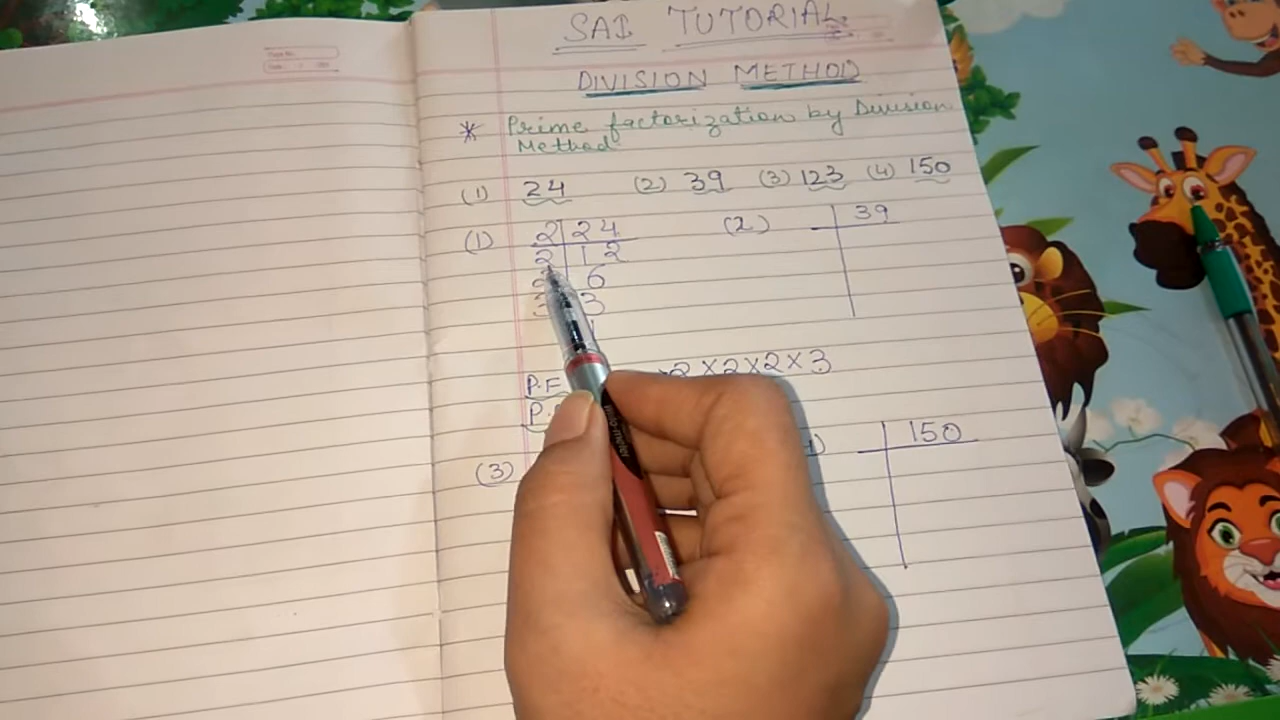 SAI TUTORIAL
DIVISION METHOD
* Prime factorization by Division
Method
(1) 24 (2) 39 (3) 123 (4) 150
(1) 2 24
2 12
6
3 3
(2) 39
P.F
2×2×2×3
(3)
150